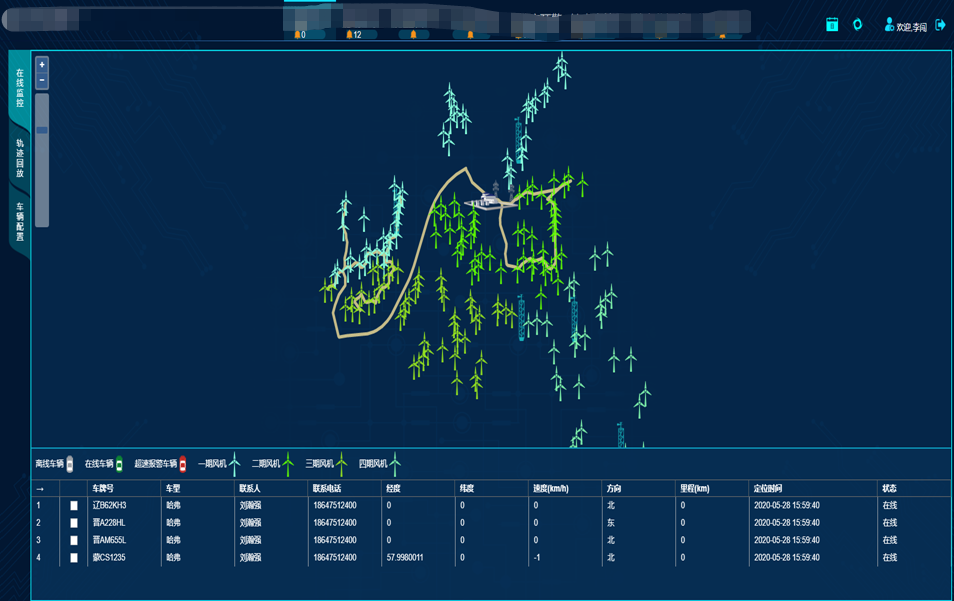 0
12
欢迎,李闯
在线监控
+
-
轨迹回放
车辆配置
离线车辆 在线车辆 超速报警车辆 一期风机 二期风机 三期风机 四期风机
→ 车牌号 车型 联系人 联系电话 经度 纬度 速度(km/h) 方向 里程(km) 定位时间 状态
1 辽B62KH3 哈弗 刘瀚强 18647512400 0 0 0 北 0 2020-05-28 15:59:40 在线
2 晋A228HL 哈弗 刘瀚强 18647512400 0 0 0 东 0 2020-05-28 15:59:40 在线
3 晋AM655L 哈弗 刘瀚强 18647512400 0 0 0 北 0 2020-05-28 15:59:40 在线
4 蒙CS1235 哈弗 刘瀚强 18647512400 57.9980011 0 -1 北 0 2020-05-28 15:59:40 在线